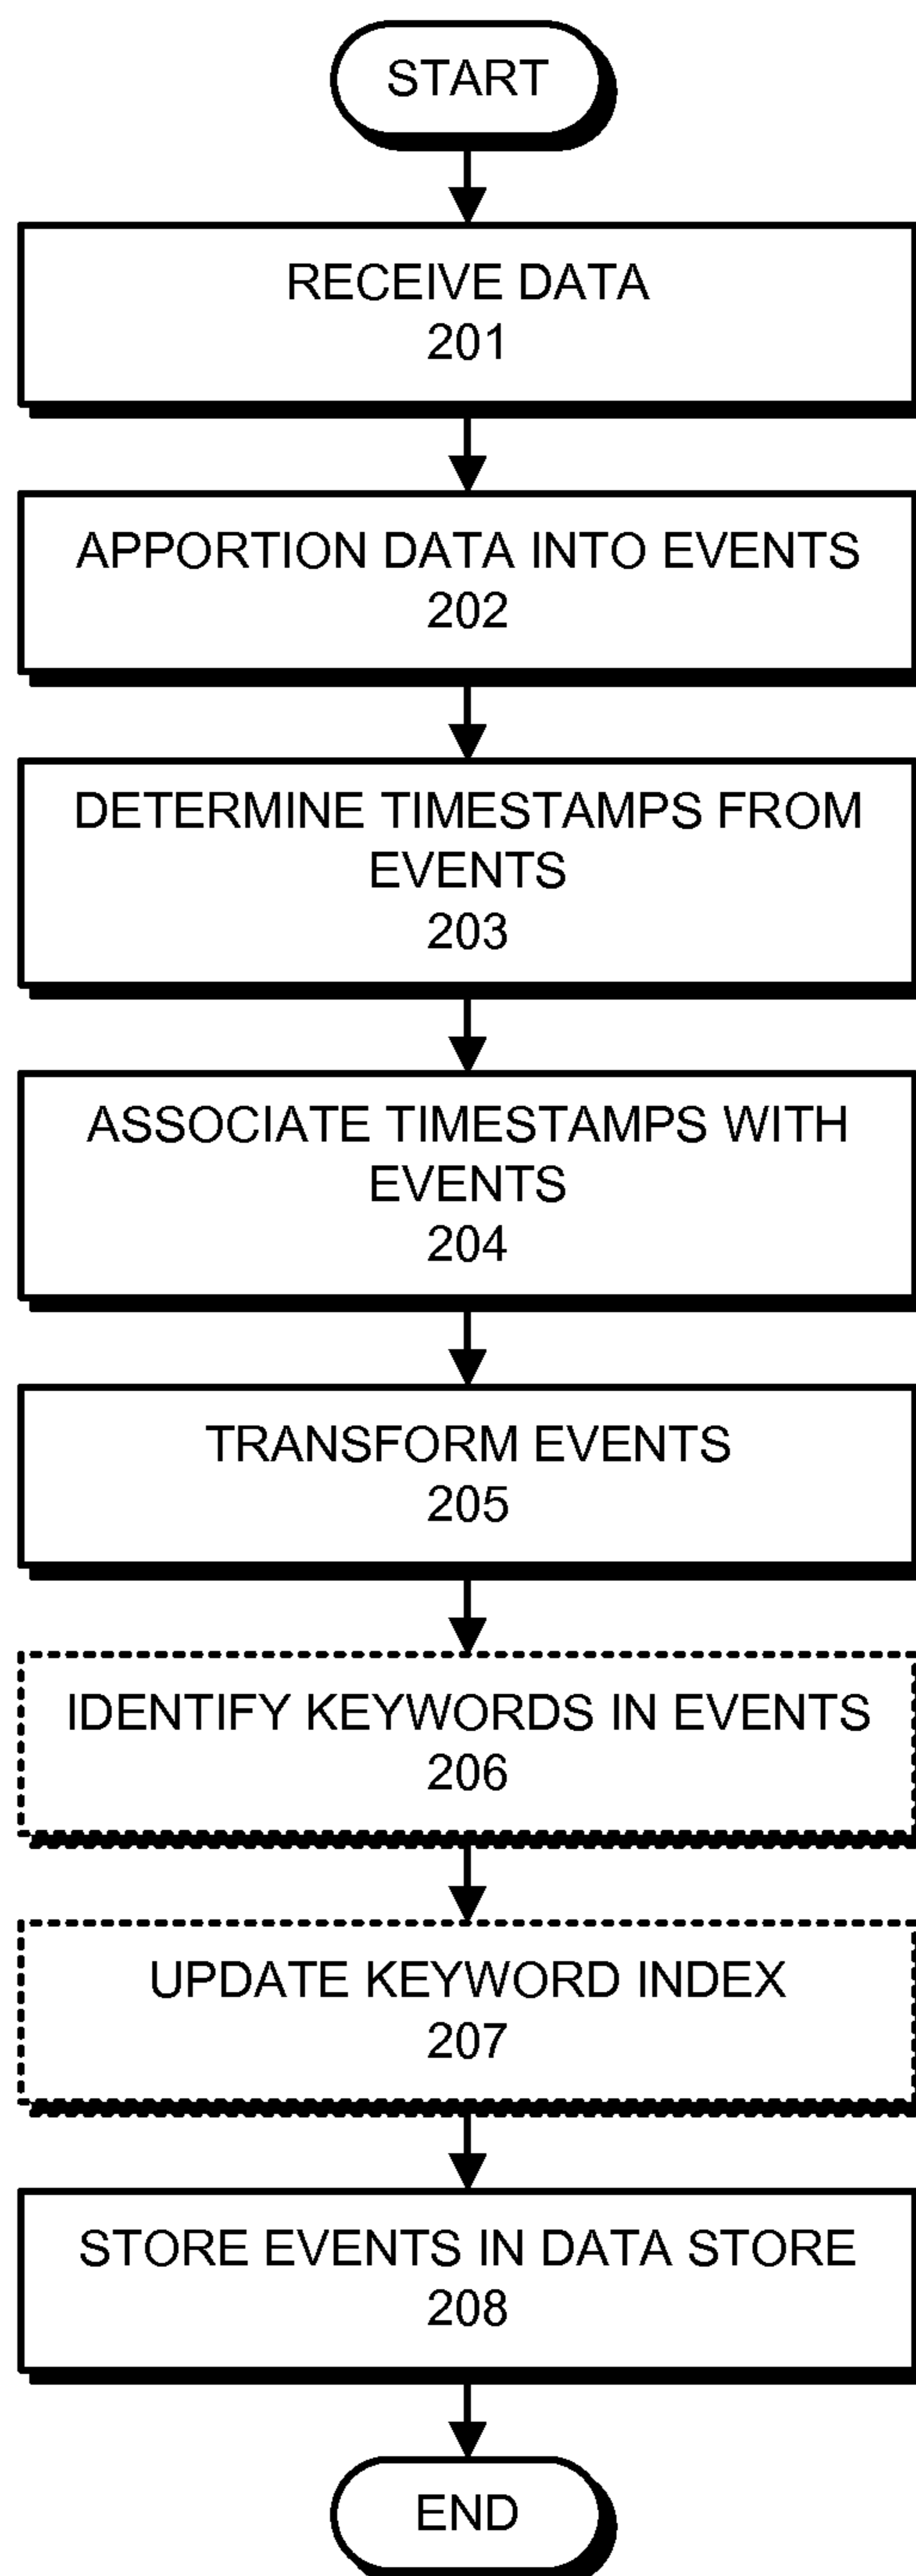 START
RECEIVE DATA
201
APPORTION DATA INTO EVENTS
202
DETERMINE TIMESTAMPS FROM
EVENTS
203
ASSOCIATE TIMESTAMPS WITH
EVENTS
204
TRANSFORM EVENTS
205
IDENTIFY KEYWORDS IN EVENTS
206
UPDATE KEYWORD INDEX
207
STORE EVENTS IN DATA STORE
208
END